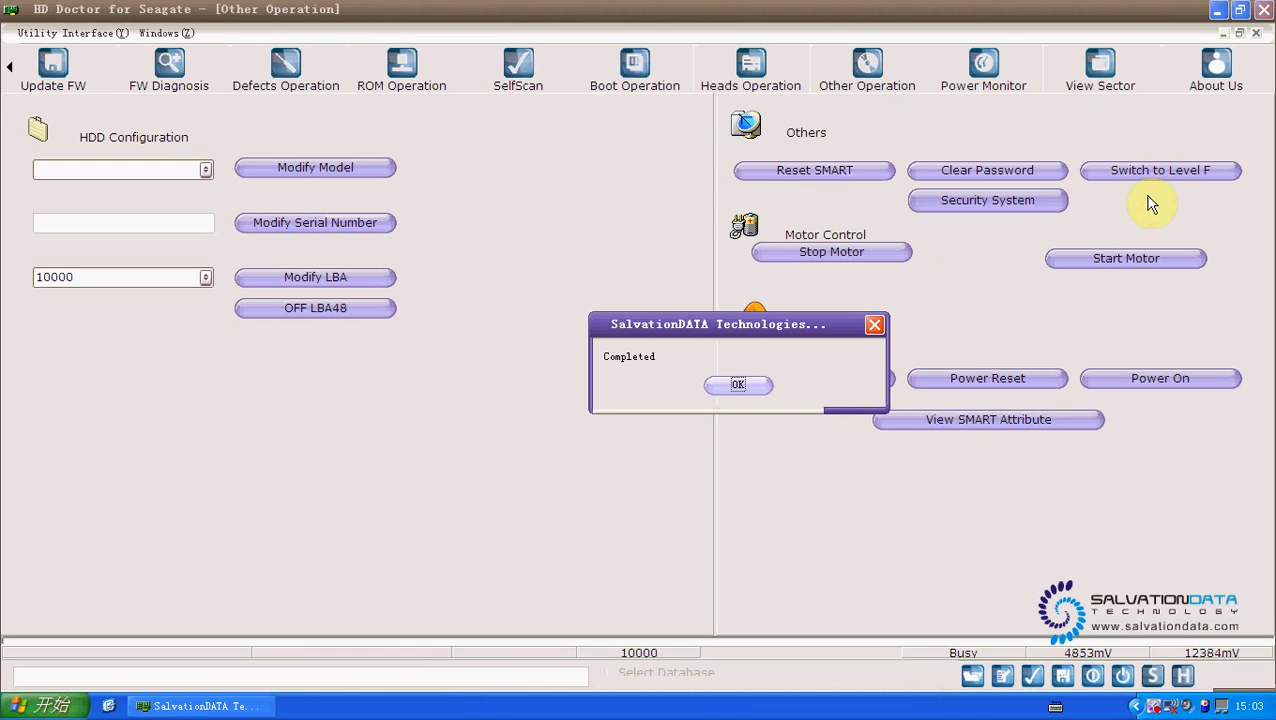 HD Doctor for Seagate - [Other Operation]
Utility Interface(Y) Windows(Z)
Update FW FW Diagnosis Defects Operation ROM Operation SelfScan Boot Operation Heads Operation Other Operation Power Monitor View Sector About Us
HDD Configuration
Others
Modify Model
Reset SMART Clear Password Switch to Level F
Security System
Modify Serial Number
Motor Control
Stop Motor Start Motor
10000 Modify LBA
OFF LBA48
SalvationDATA Technologies...
Completed
OK
Power Reset Power On
View SMART Attribute
SALVATIONDATA
TECHNOLOGY
www.salvationdata.com
10000 Busy 4853mV 12384mV
Select Database
S H
开始 SalvationDATA Te... 15:03